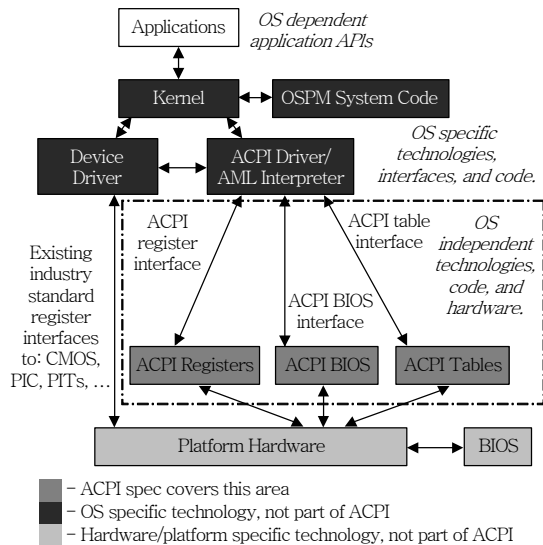 Applications
OS dependent
application APIs
Kernel
OSPM System Code
OS specific
technologies,
interfaces, and code.
Device
Driver
ACPI Driver/
AML Interpreter
Existing
industry
standard
register
interfaces
to: CMOS,
PIC, PITs, ...
ACPI
register
interface
ACPI BIOS
interface
ACPI table
interface
OS
independent
technologies,
code, and
hardware.
ACPI Registers
ACPI BIOS
ACPI Tables
Platform Hardware
BIOS
- ACPI spec covers this area
- OS specific technology, not part of ACPI
- Hardware/platform specific technology, not part of ACPI